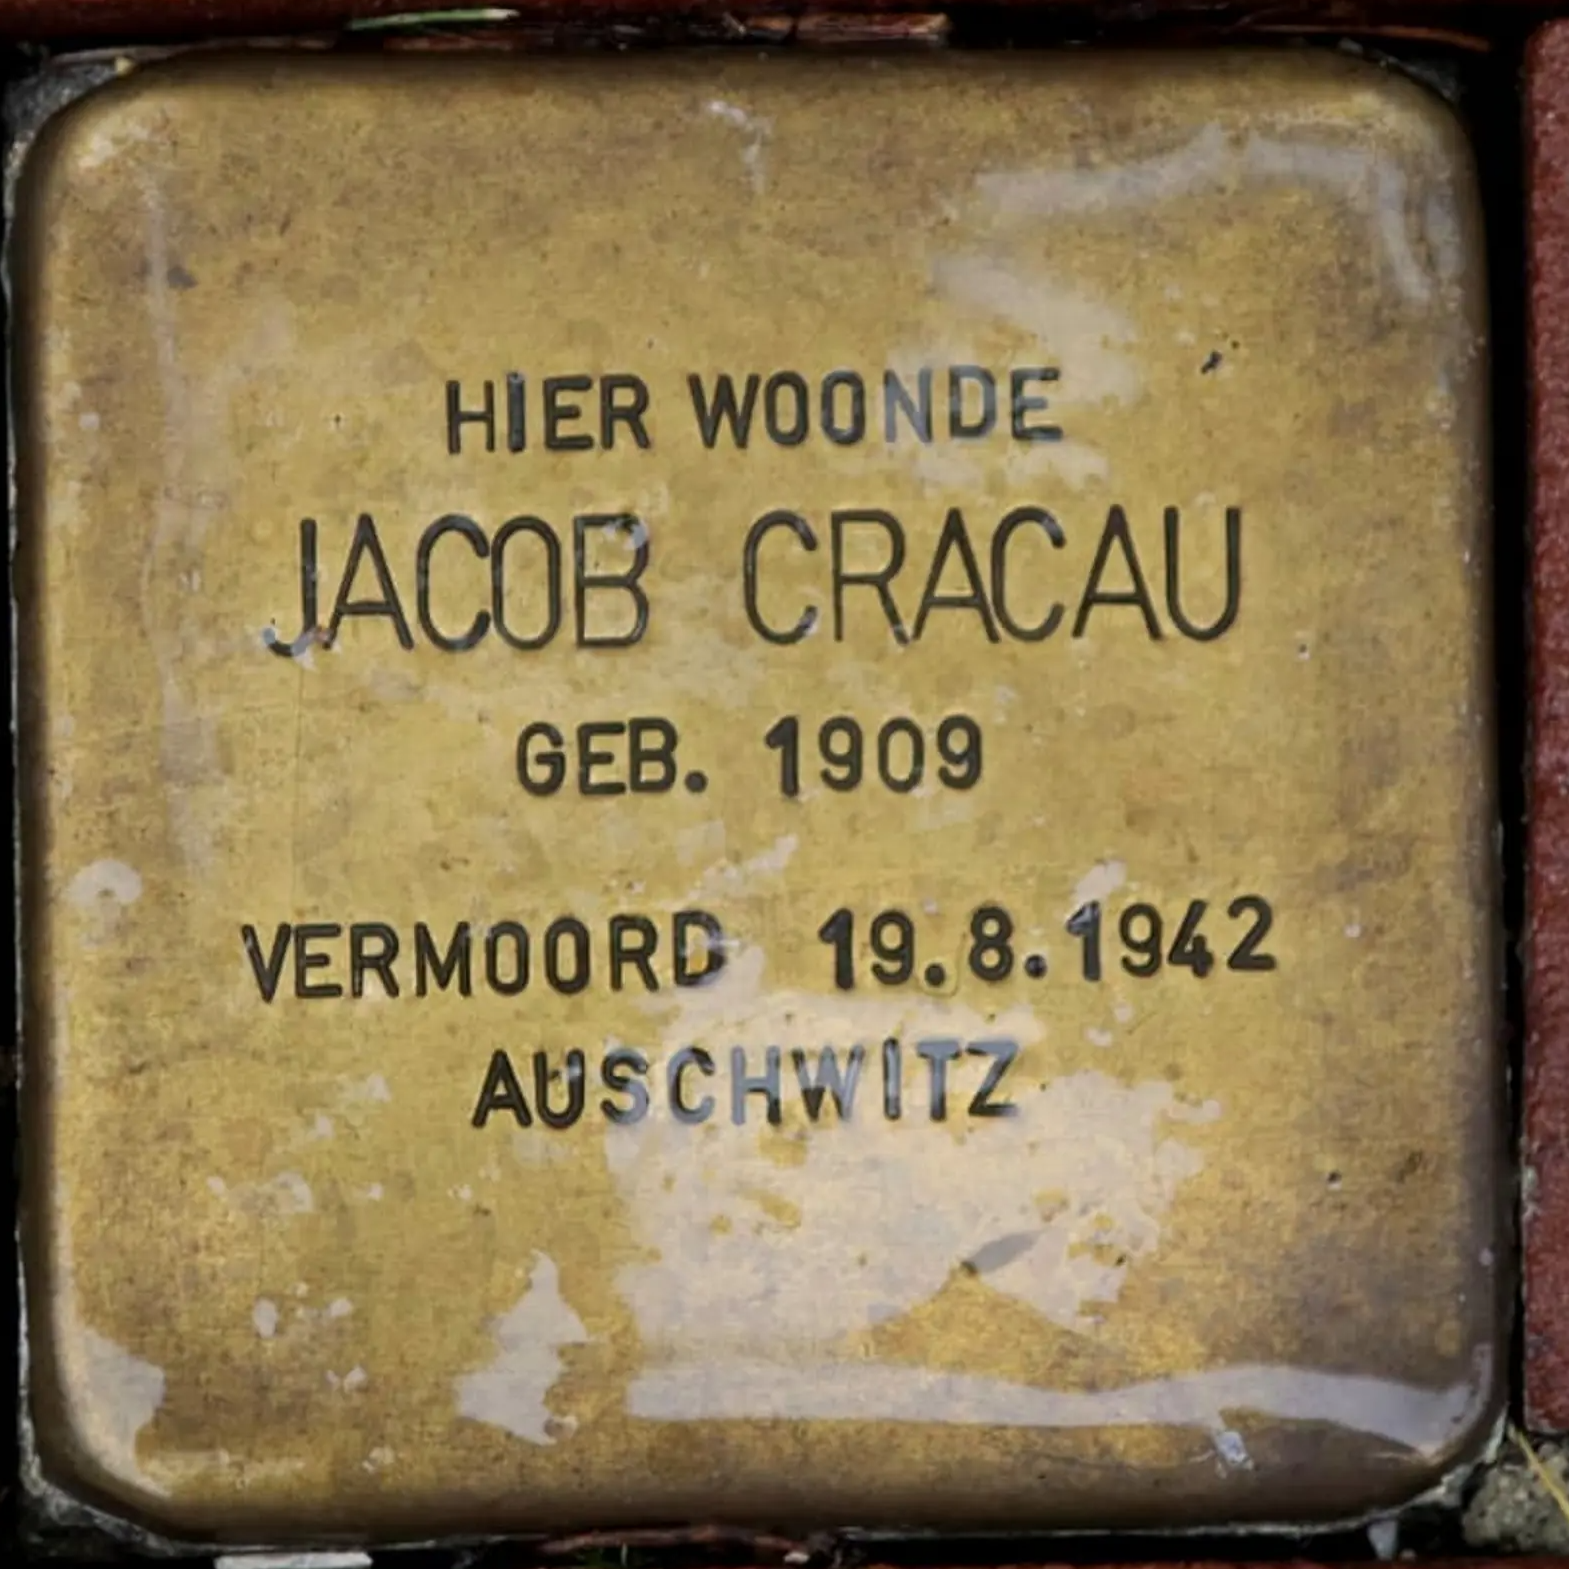 HIER WOONDE
JACOB CRACAU
GEB. 1909
VERMOORD 19.8.1942
AUSCHWITZ